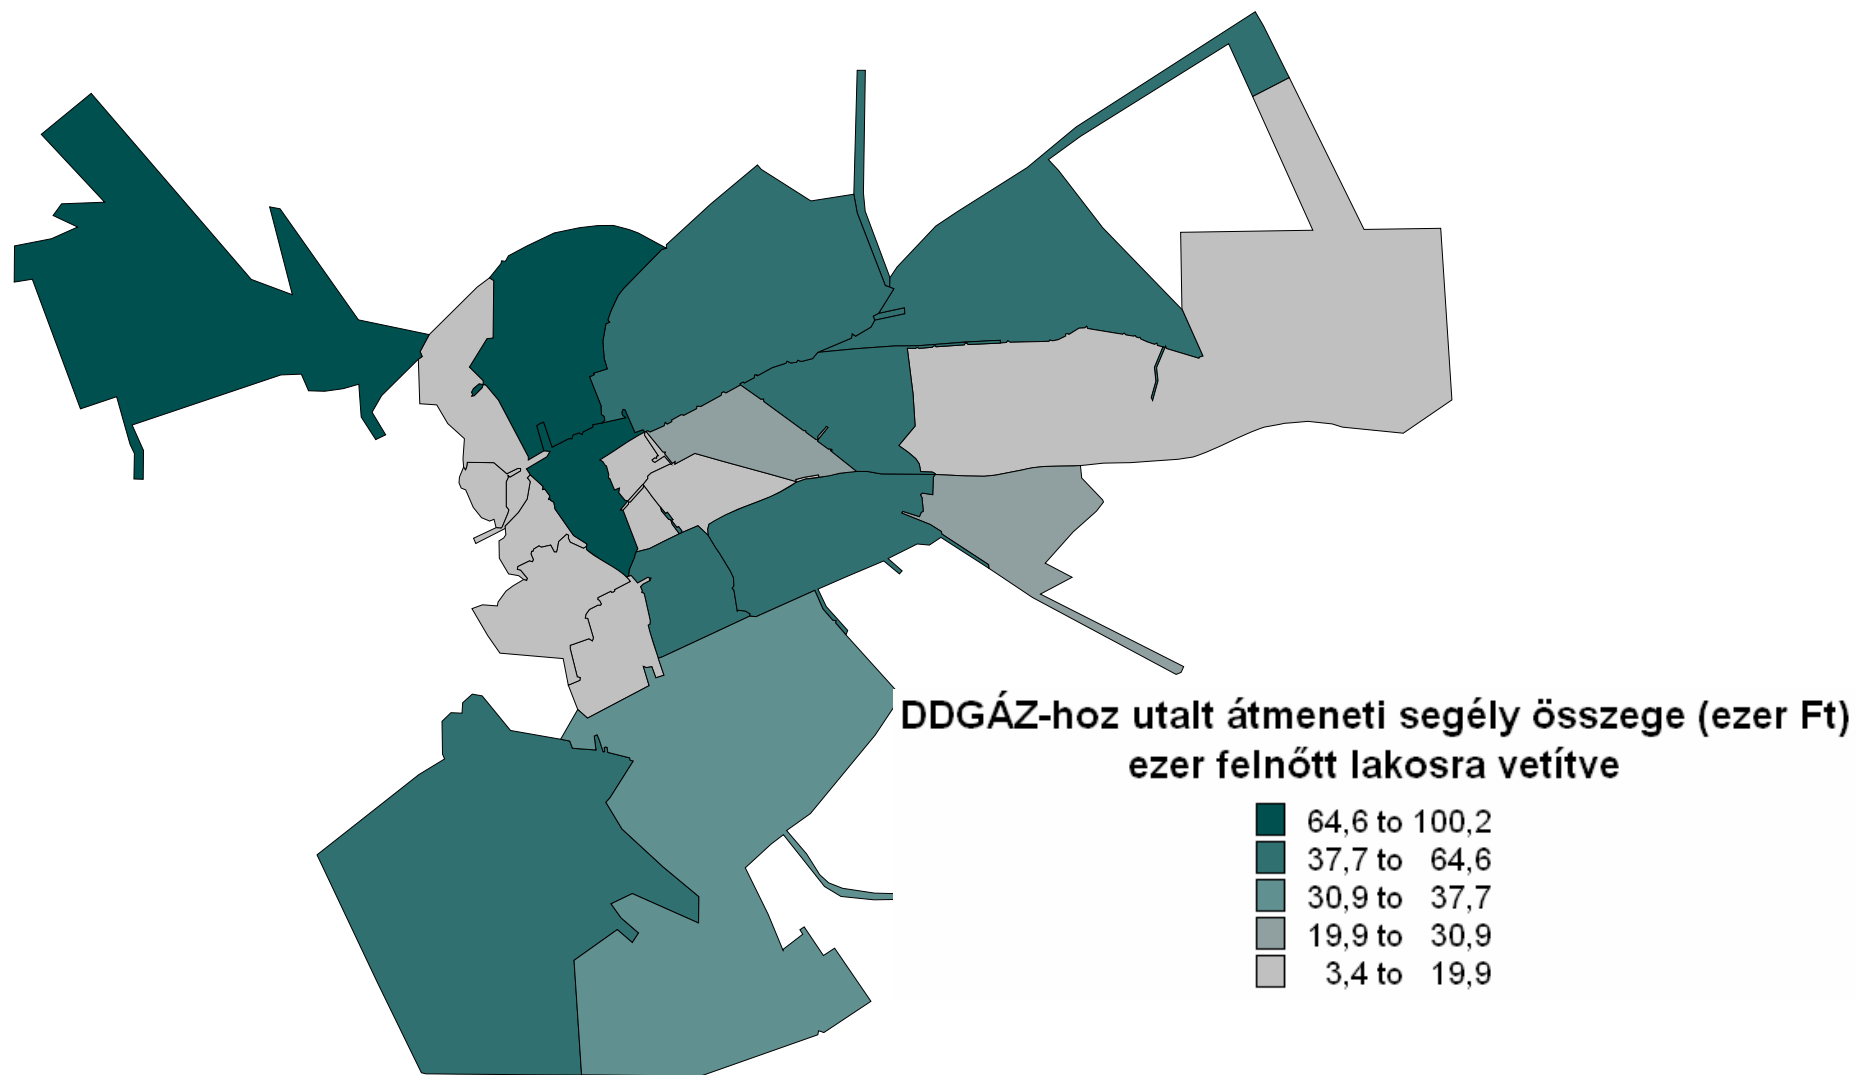 DDGÁZ-hoz utalt átmeneti segély összege (ezer Ft)
ezer felnőtt lakosra vetítve
64,6 to 100,2
37,7 to 64,6
30,9 to 37,7
19,9 to 30,9
3,4 to 19,9